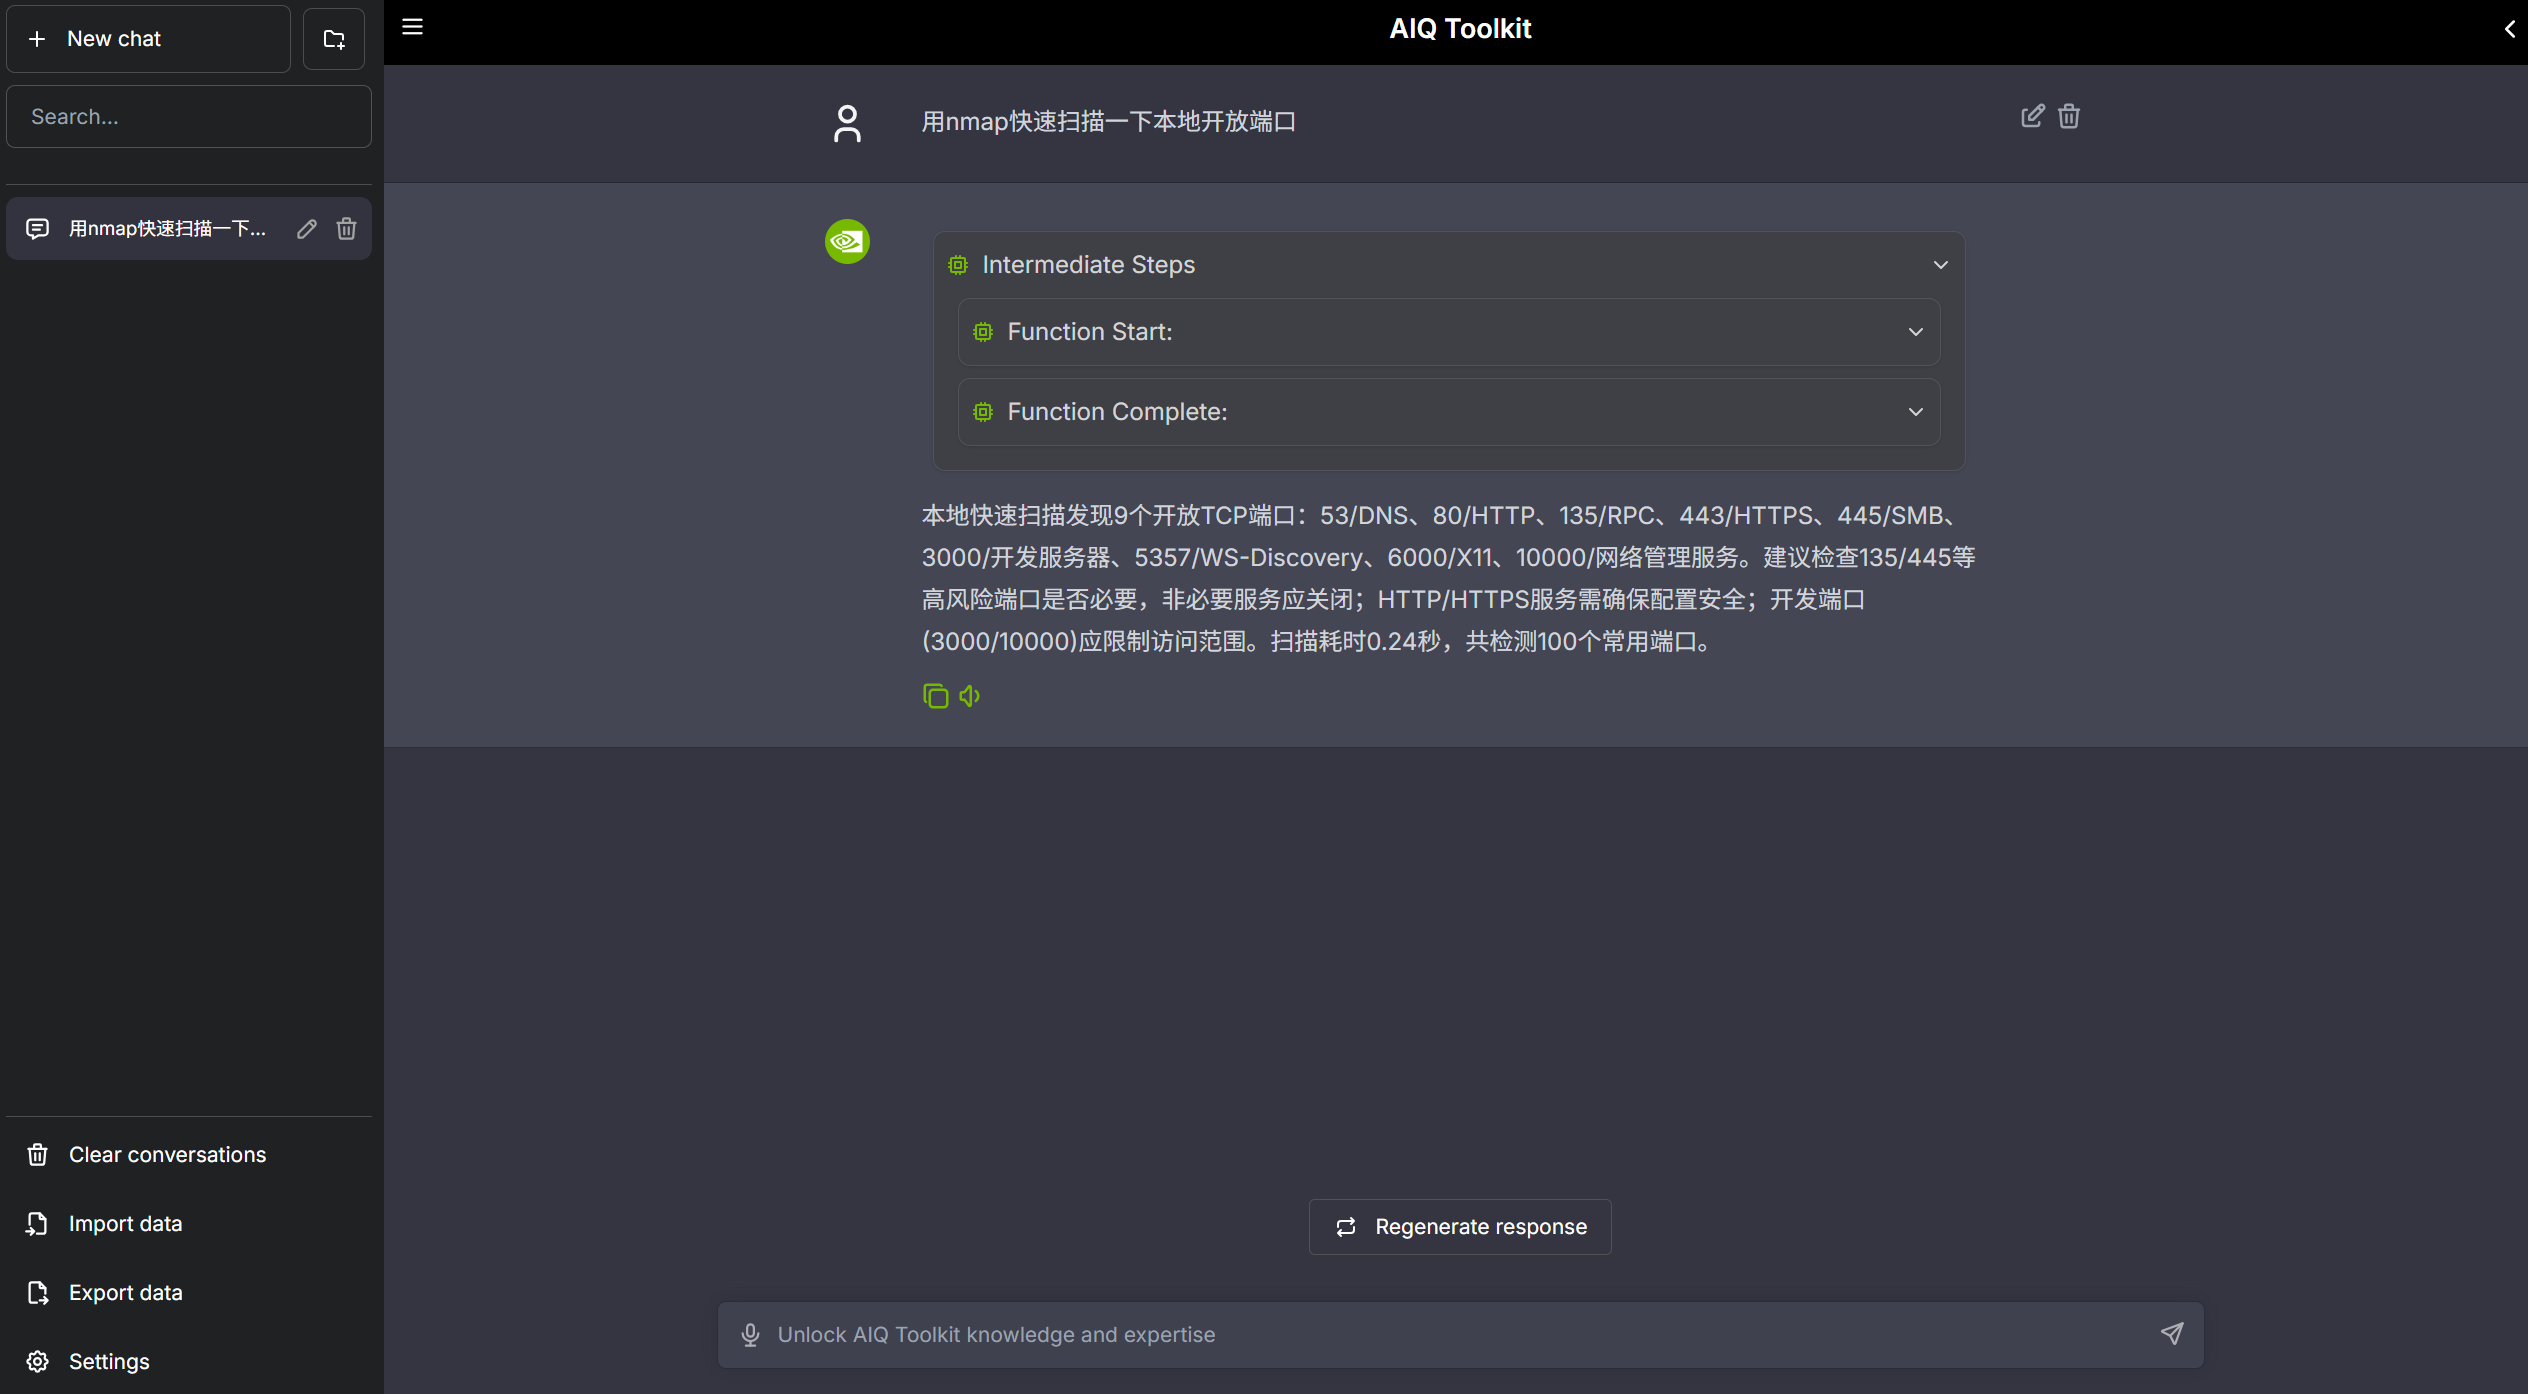 New chat
Search...
用nmap快速扫描一下...
Clear conversations
Import data
Export data
Settings
AIQ Toolkit
用nmap快速扫描一下本地开放端口
Intermediate Steps
Function Start:
Function Complete:
本地快速扫描发现9个开放TCP端口：53/DNS、80/HTTP、135/RPC、443/HTTPS、445/SMB、
3000/开发服务器、5357/WS-Discovery、6000/X11、10000/网络管理服务。建议检查135/445等
高风险端口是否必要，非必要服务应关闭；HTTP/HTTPS服务需确保配置安全；开发端口
(3000/10000)应限制访问范围。扫描耗时0.24秒，共检测100个常用端口。
Regenerate response
Unlock AIQ Toolkit knowledge and expertise